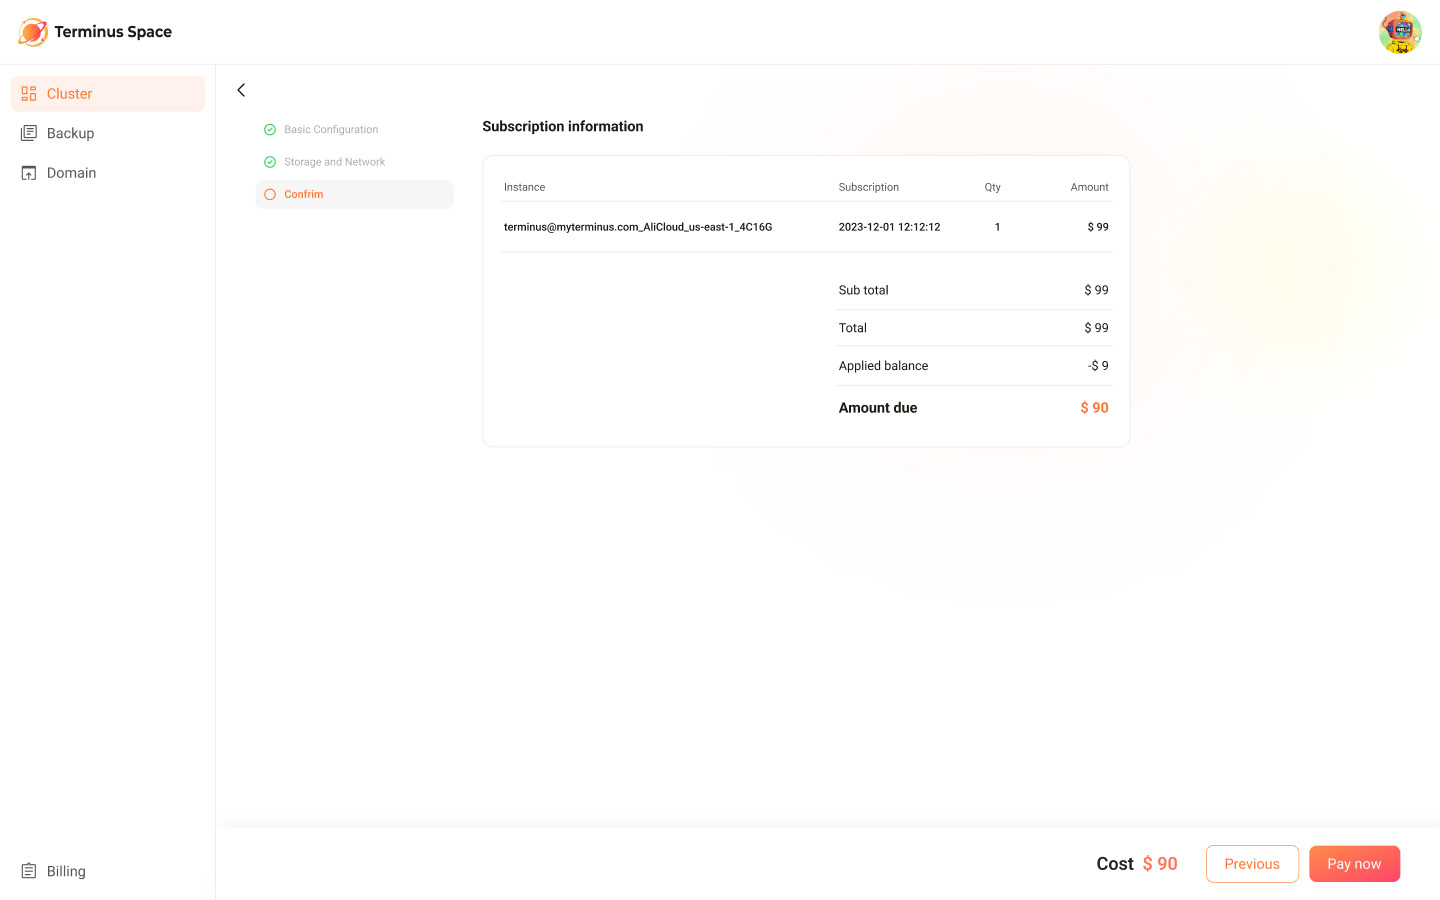 Terminus Space
Cluster
Backup
Domain
Billing
Basic Configuration
Storage and Network
Confrim
Subscription information
Instance Subscription Qty Amount
terminus@myterminus.com_AliCloud_us-east-1_4C16G 2023-12-01 12:12:12 1 $ 99
Sub total $ 99
Total $ 99
Applied balance -$ 9
Amount due $ 90
Cost $ 90 Previous Pay now